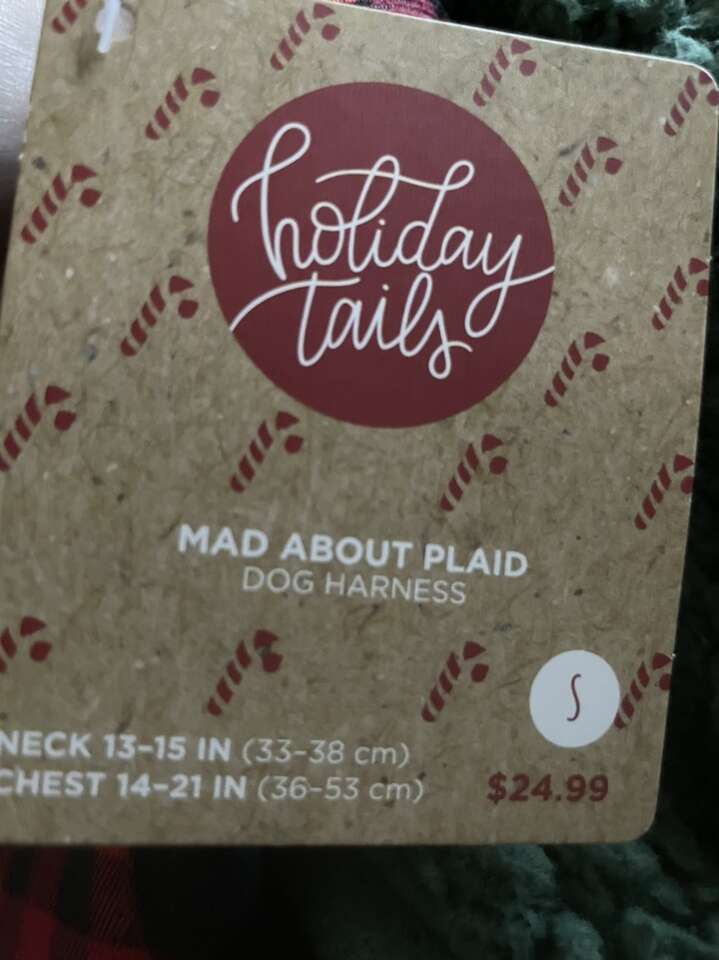 holiday
tails
MAD ABOUT PLAID
DOG HARNESS
S
NECK 13–15 IN (33–38 cm)
CHEST 14–21 IN (36–53 cm)
$24.99